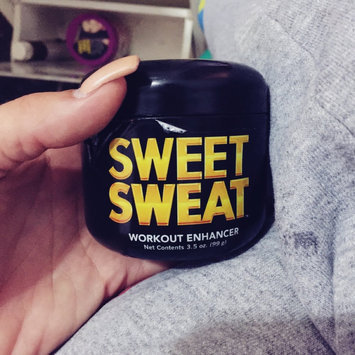 SWEET
SWEAT
WORKOUT ENHANCER
Net Contents 3.5 oz. (99 g)